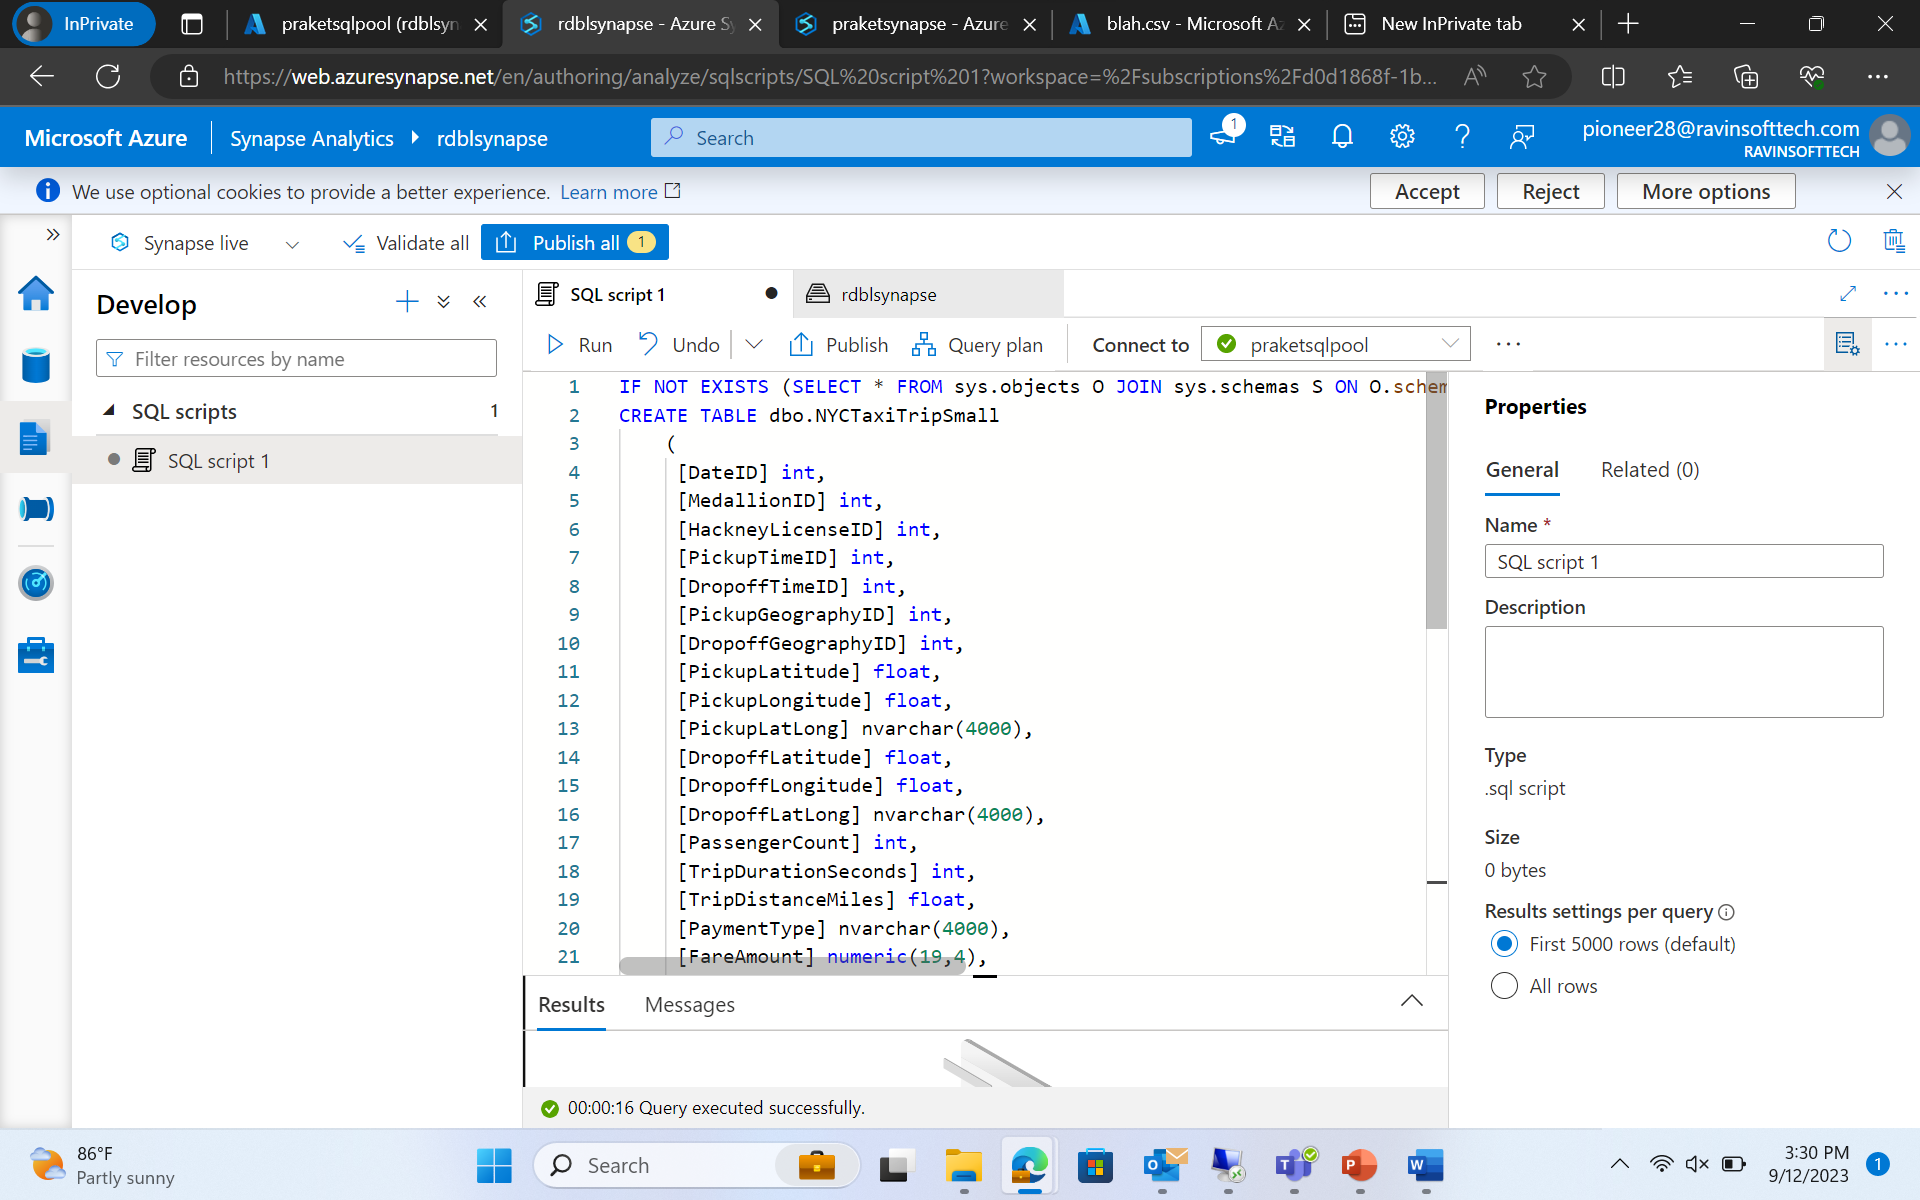 InPrivate
praketsqlpool (rdblsyn
rdblsynapse - Azure Sy
praketsynapse - Azure
blah.csv - Microsoft Az
New InPrivate tab
https://web.azuresynapse.net/en/authoring/analyze/sqlscripts/SQL%20script%201?workspace=%2Fsubscriptions%2Fd0d1868f-1b...
Microsoft Azure
Synapse Analytics
rdblsynapse
Search
1
pioneer28@ravinsofttech.com
RAVINSOFTTECH
We use optional cookies to provide a better experience. Learn more
Accept
Reject
More options
Synapse live
Validate all
Publish all 1
Develop
Filter resources by name
SQL scripts 1
SQL script 1
SQL script 1
rdblsynapse
Run
Undo
Publish
Query plan
Connect to
praketsqlpool
1 IF NOT EXISTS (SELECT * FROM sys.objects O JOIN sys.schemas S ON O.schem
2 CREATE TABLE dbo.NYCTaxiTripSmall
3 (
4 [DateID] int,
5 [MedallionID] int,
6 [HackneyLicenseID] int,
7 [PickupTimeID] int,
8 [DropoffTimeID] int,
9 [PickupGeographyID] int,
10 [DropoffGeographyID] int,
11 [PickupLatitude] float,
12 [PickupLongitude] float,
13 [PickupLatLong] nvarchar(4000),
14 [DropoffLatitude] float,
15 [DropoffLongitude] float,
16 [DropoffLatLong] nvarchar(4000),
17 [PassengerCount] int,
18 [TripDurationSeconds] int,
19 [TripDistanceMiles] float,
20 [PaymentType] nvarchar(4000),
21 [FareAmount] numeric(19,4),
Results
Messages
00:00:16 Query executed successfully.
Properties
General
Related (0)
Name *
SQL script 1
Description
Type
.sql script
Size
0 bytes
Results settings per query
First 5000 rows (default)
All rows
86°F
Partly sunny
Search
3:30 PM
9/12/2023
1